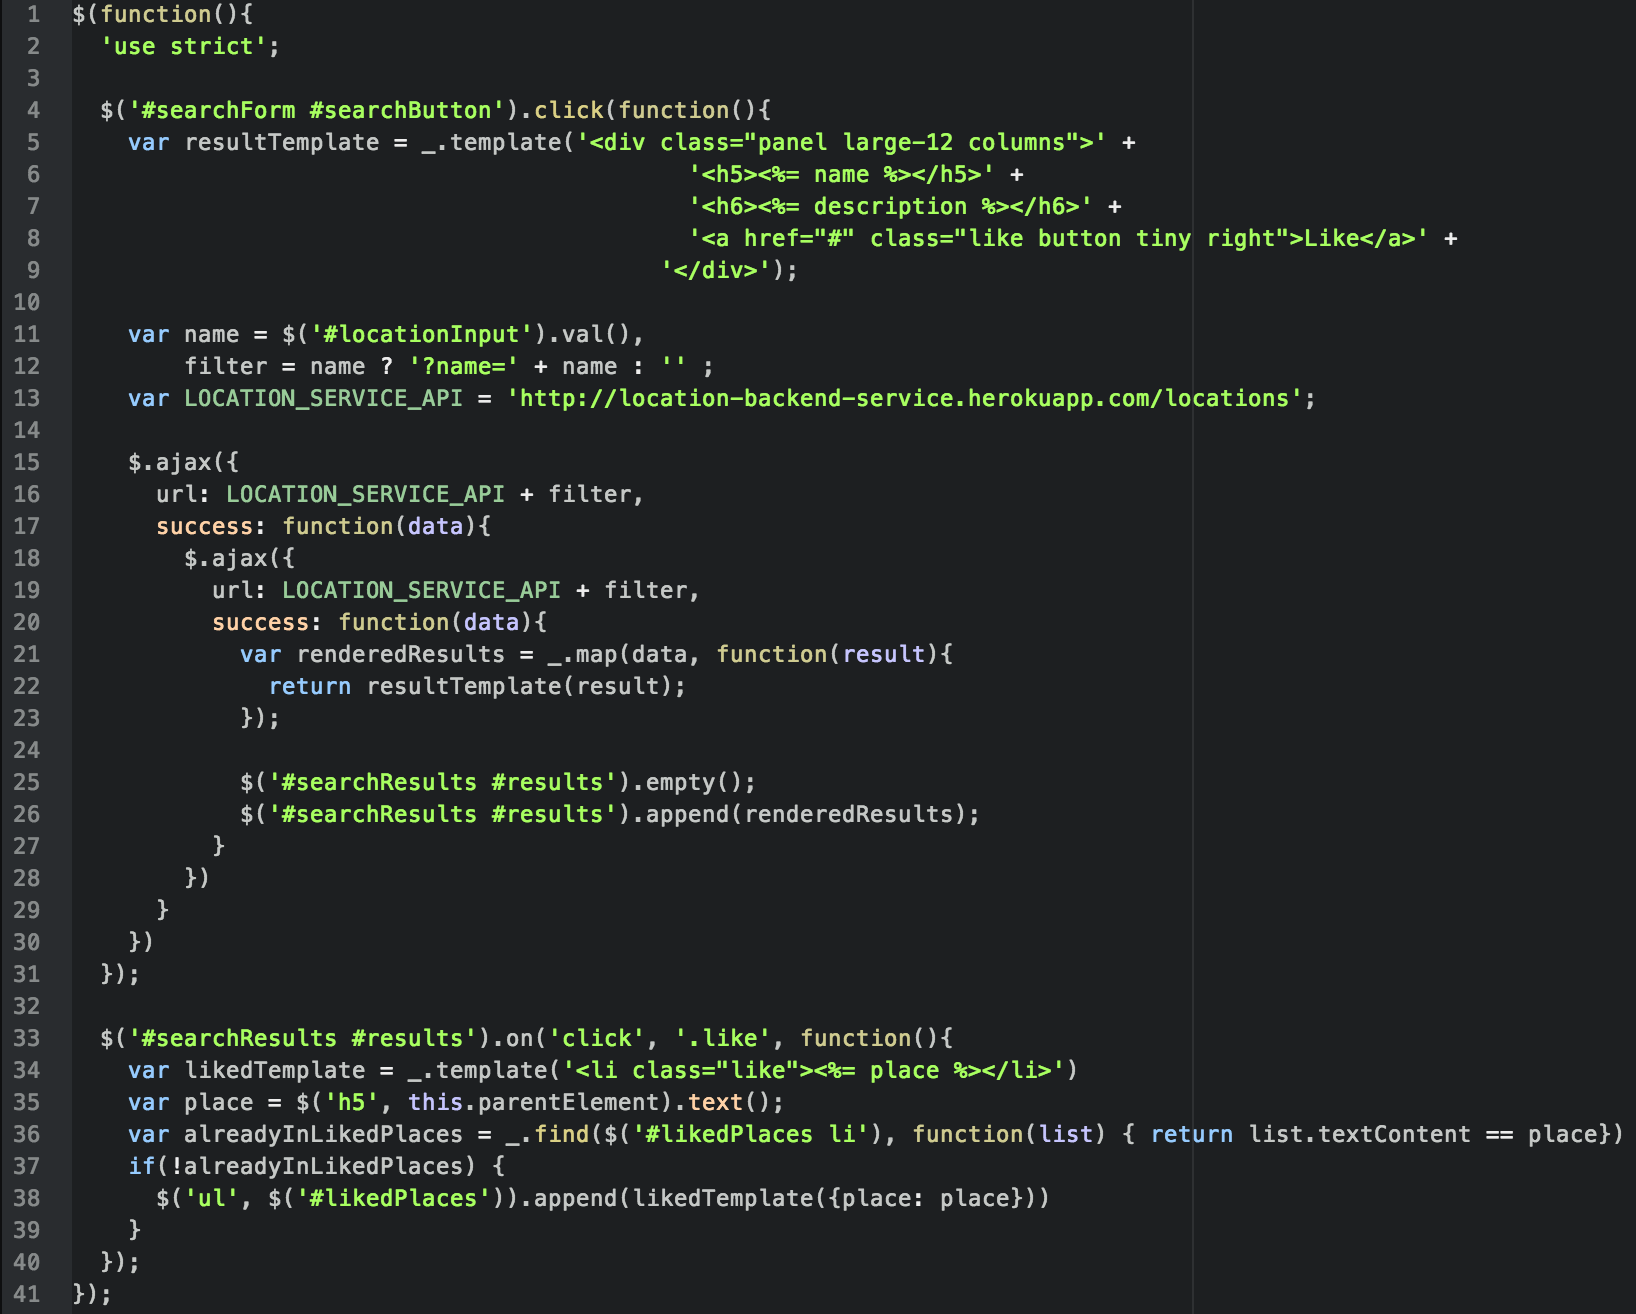 1 $(function(){
2   'use strict';
3
4   $('#searchForm #searchButton').click(function(){
5     var resultTemplate = _.template('<div class="panel large-12 columns">' +
6                                             '<h5><%= name %></h5>' +
7                                             '<h6><%= description %></h6>' +
8                                             '<a href="#" class="like button tiny right">Like</a>' +
9                                           '</div>');
10
11     var name = $('#locationInput').val(),
12         filter = name ? '?name=' + name : '' ;
13     var LOCATION_SERVICE_API = 'http://location-backend-service.herokuapp.com/locations';
14
15     $.ajax({
16       url: LOCATION_SERVICE_API + filter,
17       success: function(data){
18         $.ajax({
19           url: LOCATION_SERVICE_API + filter,
20           success: function(data){
21             var renderedResults = _.map(data, function(result){
22               return resultTemplate(result);
23             });
24
25             $('#searchResults #results').empty();
26             $('#searchResults #results').append(renderedResults);
27           }
28         })
29       }
30     })
31   });
32
33   $('#searchResults #results').on('click', '.like', function(){
34     var likedTemplate = _.template('<li class="like"><%= place %></li>')
35     var place = $('h5', this.parentElement).text();
36     var alreadyInLikedPlaces = _.find($('#likedPlaces li'), function(list) { return list.textContent == place})
37     if(!alreadyInLikedPlaces) {
38       $('ul', $('#likedPlaces')).append(likedTemplate({place: place}))
39     }
40   });
41 });